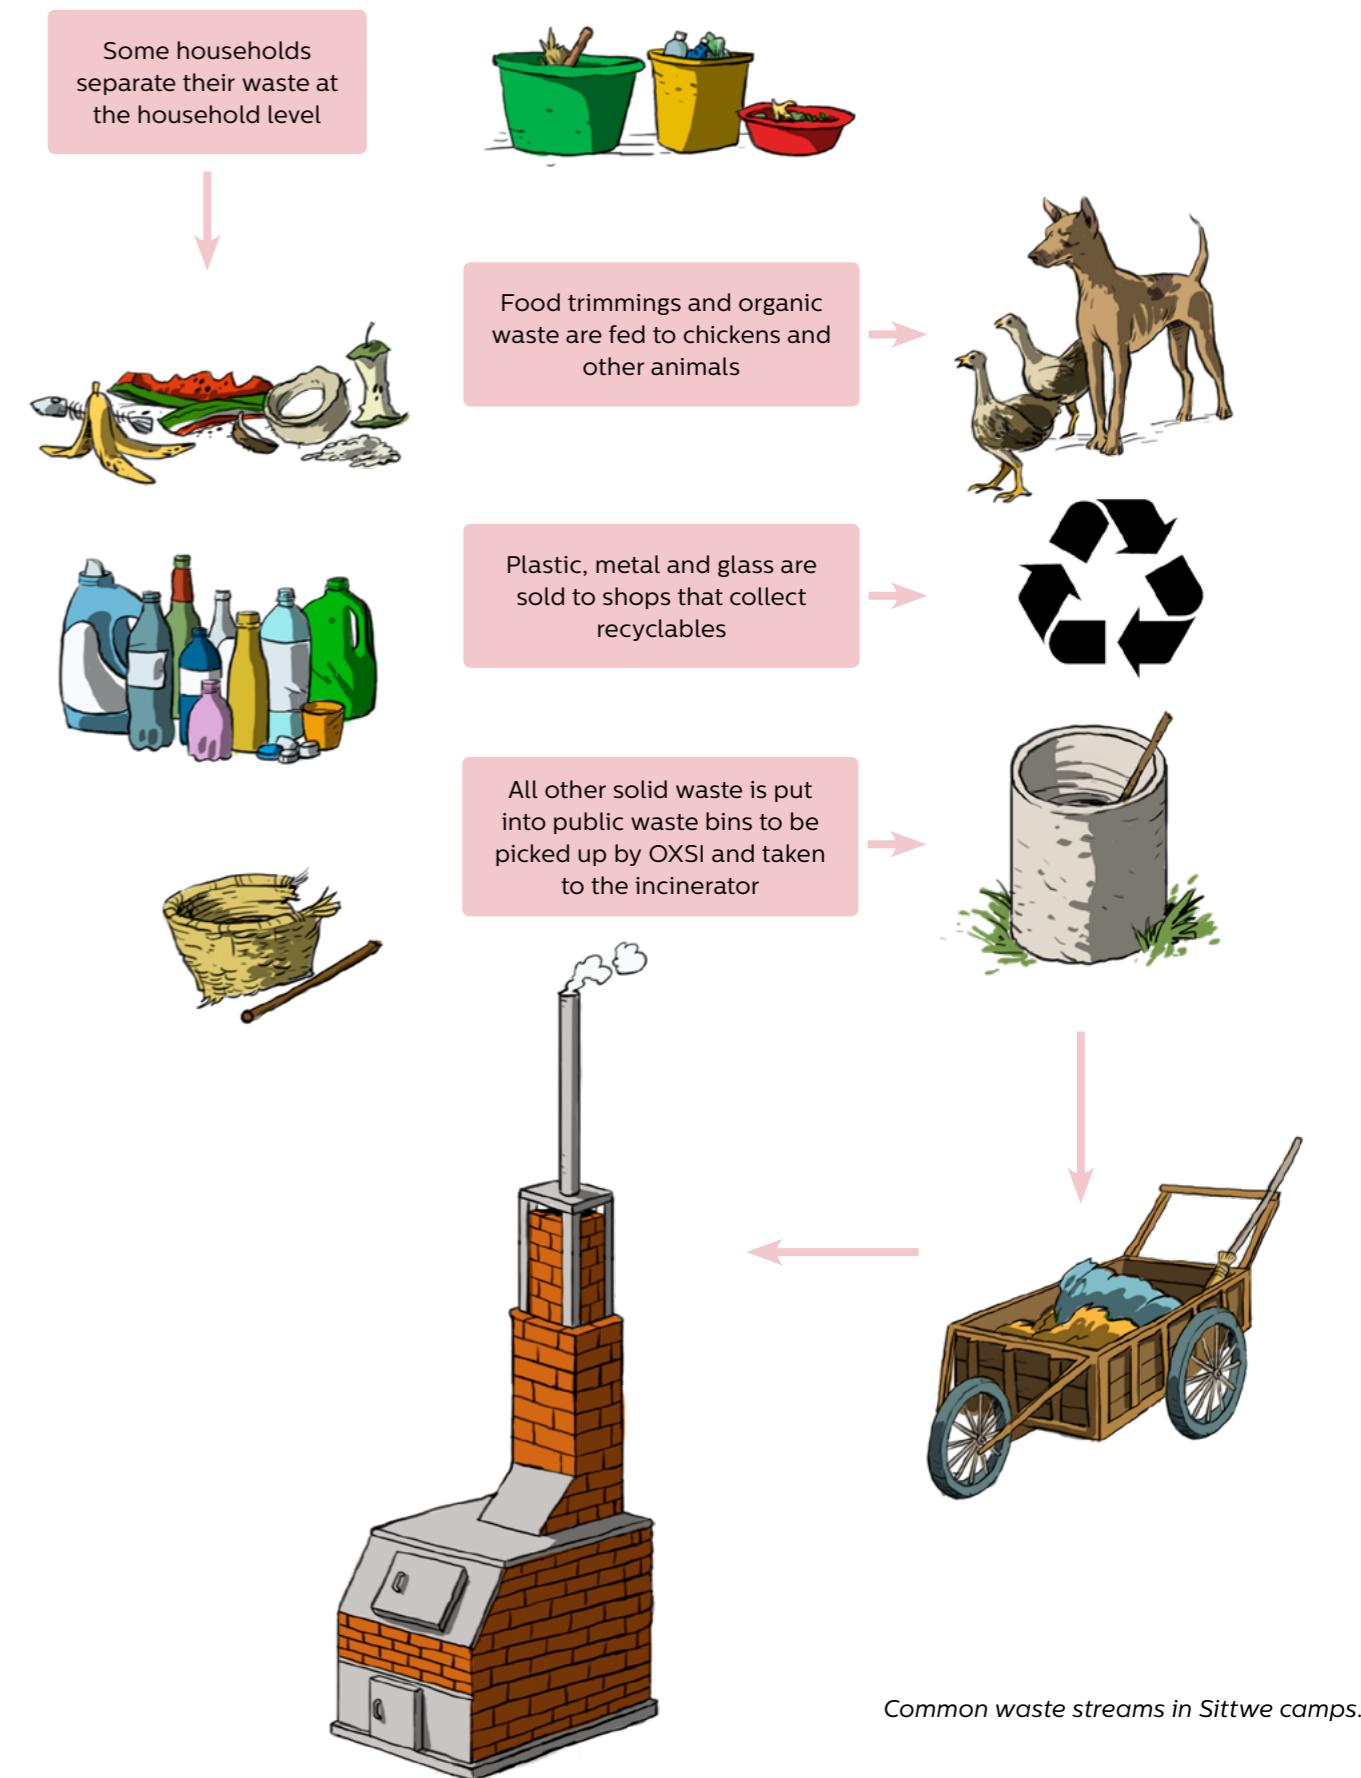 Some households
separate their waste at
the household level
Food trimmings and organic
waste are fed to chickens and
other animals
Plastic, metal and glass are
sold to shops that collect
recyclables
All other solid waste is put
into public waste bins to be
picked up by OXSI and taken
to the incinerator
Common waste streams in Sittwe camps.